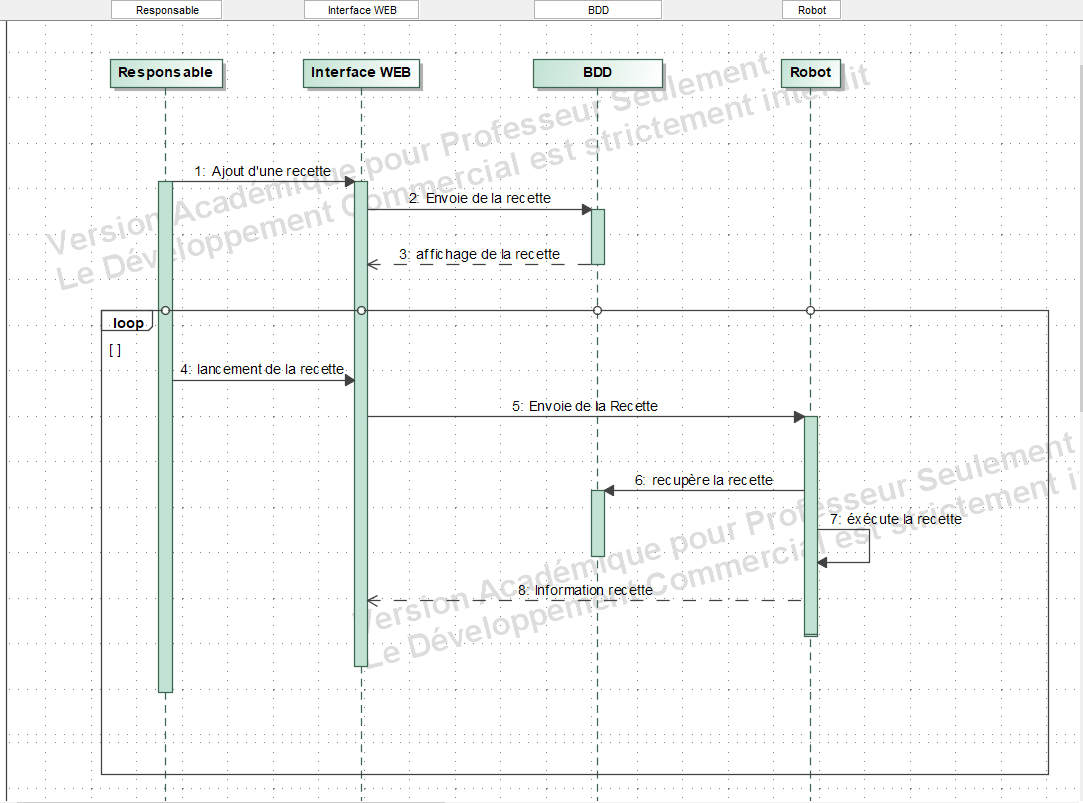 Responsable
Interface WEB
BDD
Robot
Responsable
Interface WEB
BDD
Robot
Version Académique pour Professeur Seulement
Le Développement Commercial est strictement interdit
1: Ajout d'une recette
2: Envoie de la recette
3: affichage de la recette
loop
[ ]
4: lancement de la recette
5: Envoie de la Recette
6: recupère la recette
7: éxécute la recette
8: Information recette
Version Académique pour Professeur Seulement
Le Développement Commercial est strictement i